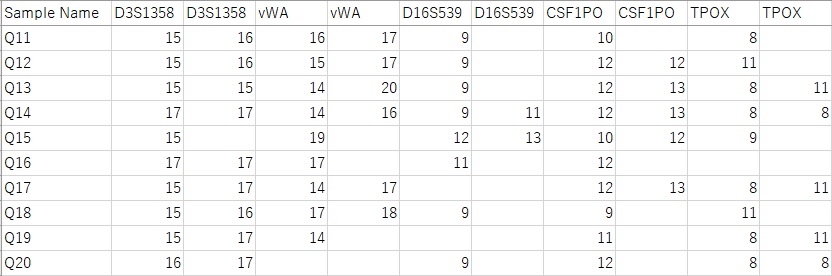 Sample Name D3S1358 D3S1358 vWA vWA D16S539 D16S539 CSF1PO CSF1PO TPOX TPOX
Q11 15 16 16 17 9 10 8
Q12 15 16 15 17 9 12 12 11
Q13 15 15 14 20 9 12 13 8 11
Q14 17 17 14 16 9 11 12 13 8 8
Q15 15 19 12 13 10 12 9
Q16 17 17 17 11 12
Q17 15 17 14 17 12 13 8 11
Q18 15 16 17 18 9 9 11
Q19 15 17 14 11 8 11
Q20 16 17 9 12 8 8